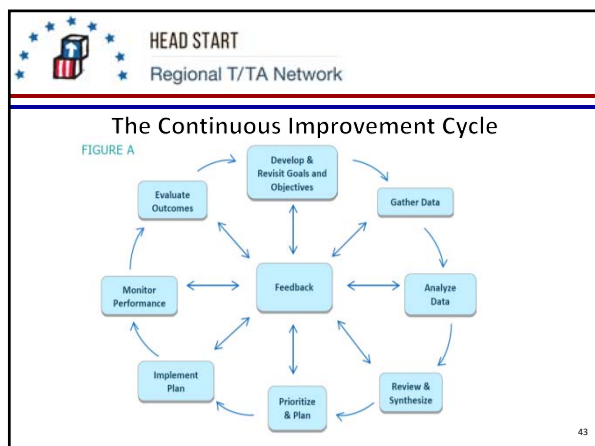 HEAD START
Regional T/TA Network
The Continuous Improvement Cycle
FIGURE A
Develop &
Revisit Goals and
Objectives
Gather Data
Analyze
Data
Review &
Synthesize
Prioritize
& Plan
Implement
Plan
Monitor
Performance
Evaluate
Outcomes
Feedback
43